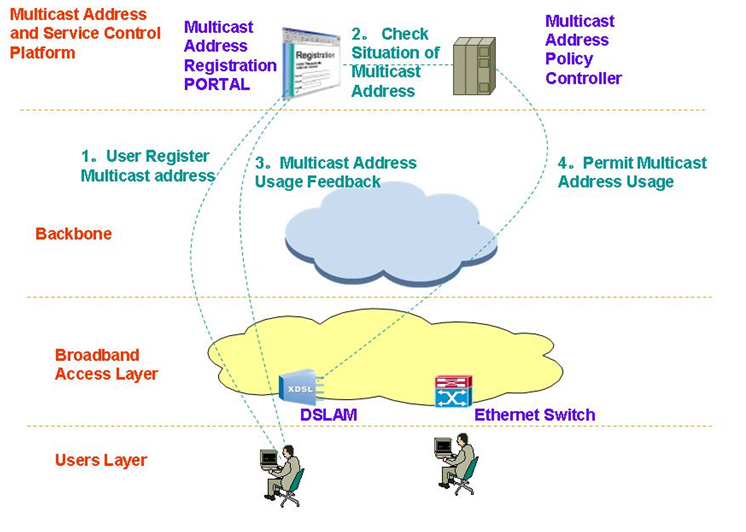 Multicast Address
and Service Control
Platform
Multicast
Address
Registration
PORTAL
Registration
2。 Check
Situation of
Multicast
Address
Multicast
Address
Policy
Controller
1。User Register
Multicast address
3。Multicast Address
Usage Feedback
4。Permit Multicast
Address Usage
Backbone
Broadband
Access Layer
XDSL
DSLAM
Ethernet Switch
Users Layer